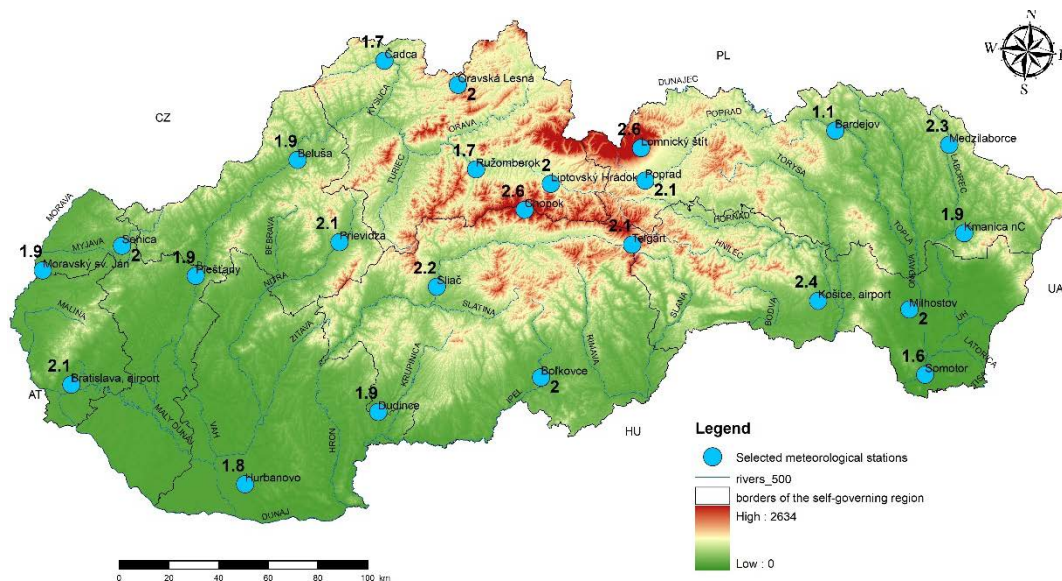 N
W
E
S
PL
CZ
1.7
Čadca
Oravská Lesná
2
KYSUCA
DUNAJEC
POPRAD
ORAVA
2.6
Lomnický štít
1.1
Bardejov
2.3
Medzilaborce
1.9
Beluša
1.7
Ružomberok
2
Liptovský Hrádok
Poprad
2.1
TURIEC
TORYSA
LABOREC
2.6
Chopok
HORNÁD
1.9
Kmanica nC
MORAVA
MYJAVA
Senica
2
1.9
Moravský sv. Ján
1.9
Piešťany
BEBRAVA
2.1
Prievidza
NITRA
2.1
Telgárt
HNILEC
TOPĽA
ONDAVA
UA
2.2
Sliač
SLATINA
2.4
Košice, airport
Milhostov
2
MALINA
ŽITAVA
KRUPINICA
RIMAVA
SLANÁ
BODVA
UH
LATORICA
1.6
Somotor
2.1
Bratislava, airport
AT
MALÝ DUNAJ
VÁH
HRON
1.9
Dudince
IPEĽ
Boľkovce
2
HU
1.8
Hurbanovo
DUNAJ
Legend
Selected meteorological stations
rivers_500
borders of the self-governing region
High : 2634
Low : 0
0 20 40 60 80 100
km